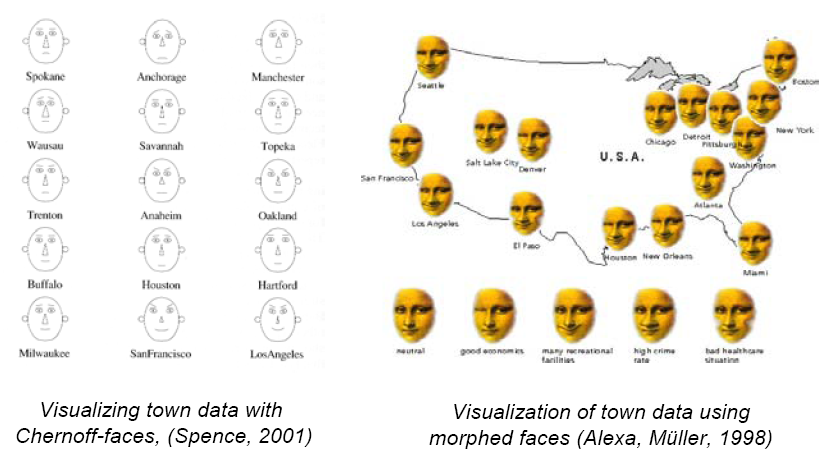 Spokane
Anchorage
Manchester
Wausau
Savannah
Topeka
Trenton
Anaheim
Oakland
Buffalo
Houston
Hartford
Milwaukee
SanFrancisco
LosAngeles
Visualizing town data with
Chernoff-faces, (Spence, 2001)
Seattle
Boston
Chicago
Detroit
Pittsburgh
New York
Washington
Salt Lake City
Denver
U.S.A.
San Francisco
Los Angeles
Atlanta
El Paso
Houston
New Orleans
Miami
neutral
good economics
many recreational
facilities
high crime
rate
bad healthcare
situation
Visualization of town data using
morphed faces (Alexa, Müller, 1998)